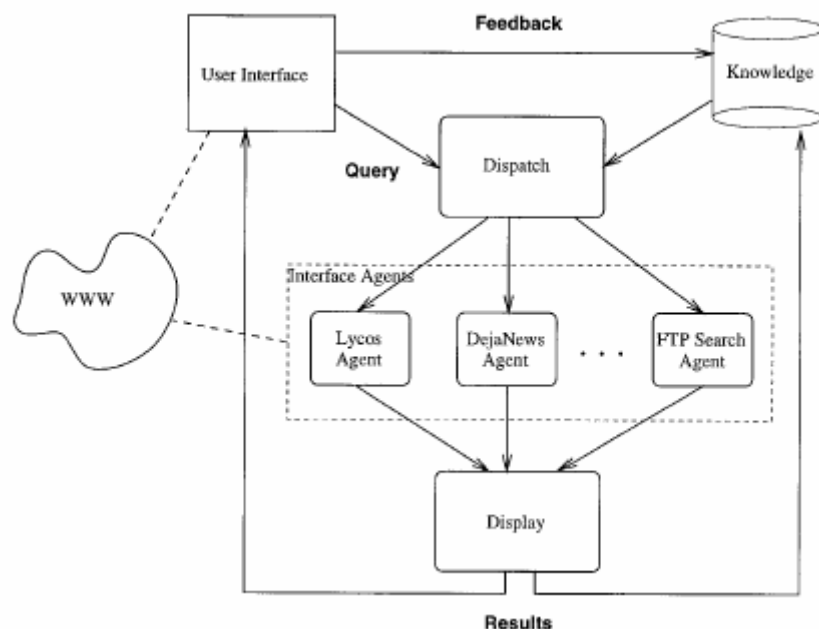 Feedback
User Interface
Knowledge
Query
Dispatch
Interface Agents
WWW
Lycos
Agent
DejaNews
Agent
. . .
FTP Search
Agent
Display
Results